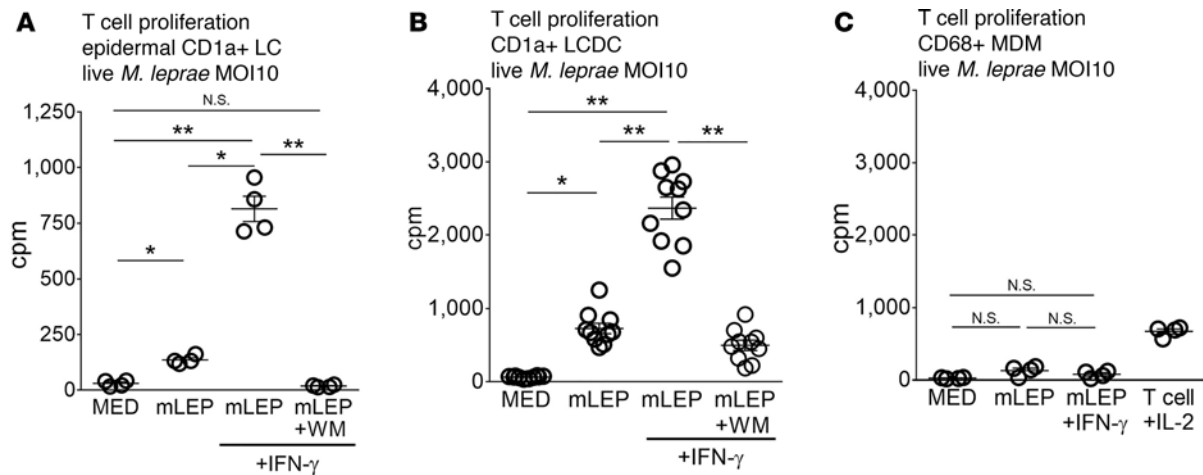 A
T cell proliferation
epidermal CD1a+ LC
live M. leprae MOI10
N.S.
**
*
**
*
1,250
1,000
750
500
250
0
cpm
MED
mLEP
mLEP
mLEP
+WM
+IFN-γ
B
T cell proliferation
CD1a+ LCDC
live M. leprae MOI10
**
**
**
*
4,000
3,000
2,000
1,000
0
cpm
MED
mLEP
mLEP
mLEP
+WM
+IFN-γ
C
T cell proliferation
CD68+ MDM
live M. leprae MOI10
4,000
3,000
2,000
1,000
0
cpm
N.S.
N.S.
N.S.
MED
mLEP
mLEP
+IFN-γ
T cell
+IL-2